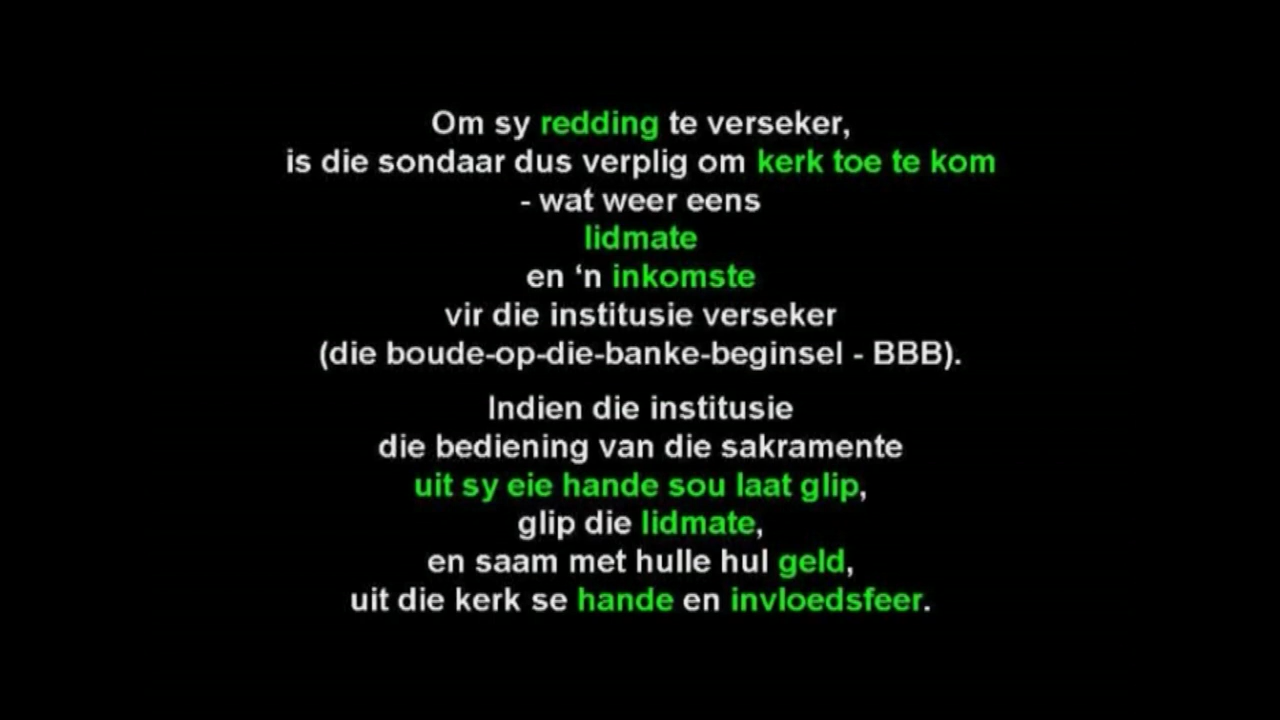 Om sy redding te verseker,
is die sondaar dus verplig om kerk toe te kom
- wat weer eens
lidmate
en ‘n inkomste
vir die institusie verseker
(die boude-op-die-banke-beginsel - BBB).
Indien die institusie
die bediening van die sakramente
uit sy eie hande sou laat glip,
glip die lidmate,
en saam met hulle hul geld,
uit die kerk se hande en invloedsfeer.